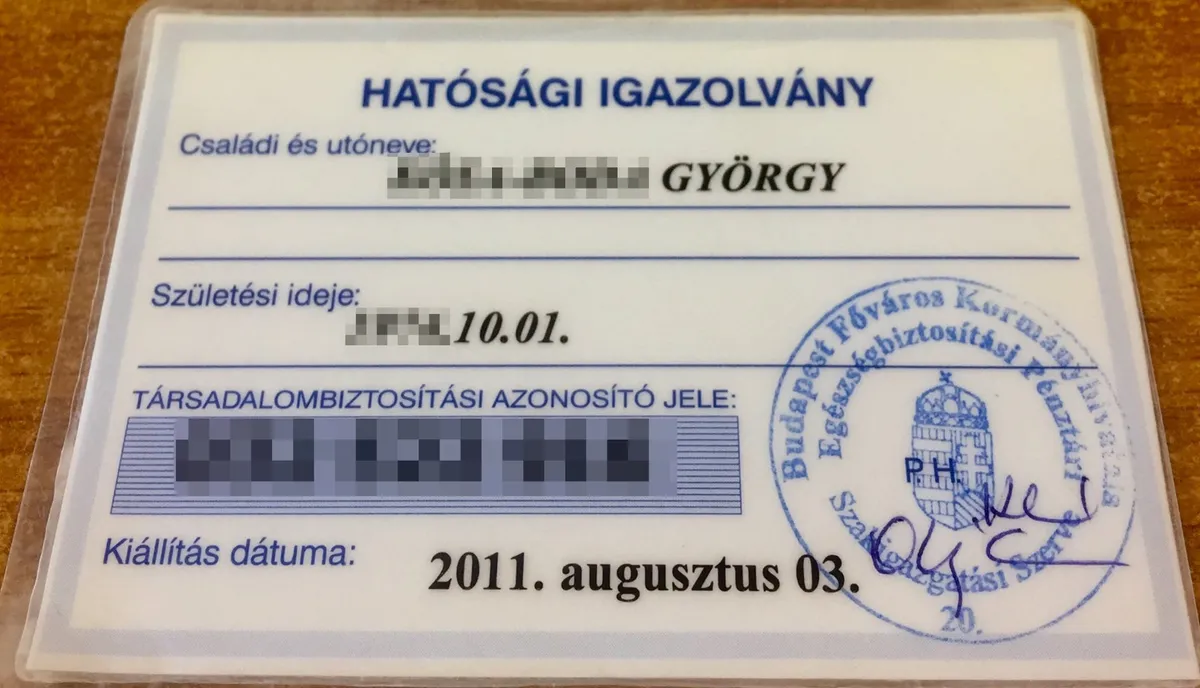 HATÓSÁGI IGAZOLVÁNY
Családi és utóneve:
GYÖRGY
Születési ideje:
10.01.
TÁRSADALOMBIZTOSÍTÁSI AZONOSÍTÓ JELE:
Kiállítás dátuma:
2011. augusztus 03.
Budapest Főváros Kormányhivatala
Egészségbiztosítási Pénztári
Szakigazgatási Szerve
P.H.
20.